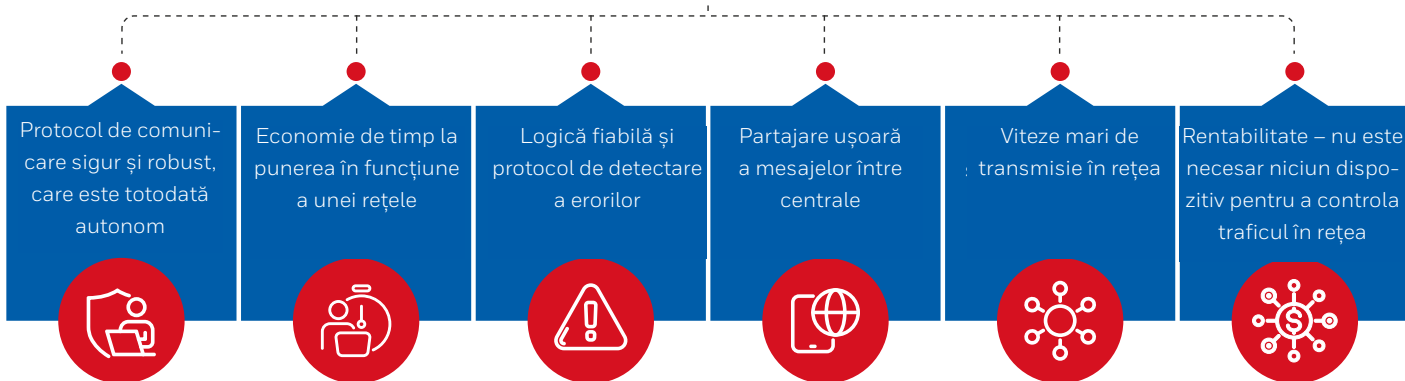 Protocol de comuni-
care sigur și robust,
care este totodată
autonom
Economie de timp la
punerea în funcțiune
a unei rețele
Logică fiabilă și
protocol de detectare
a erorilor
Partajare ușoară
a mesajelor între
centrale
Viteze mari de
transmisie în rețea
Rentabilitate – nu este
necesar niciun dispo-
zitiv pentru a controla
traficul în rețea
$